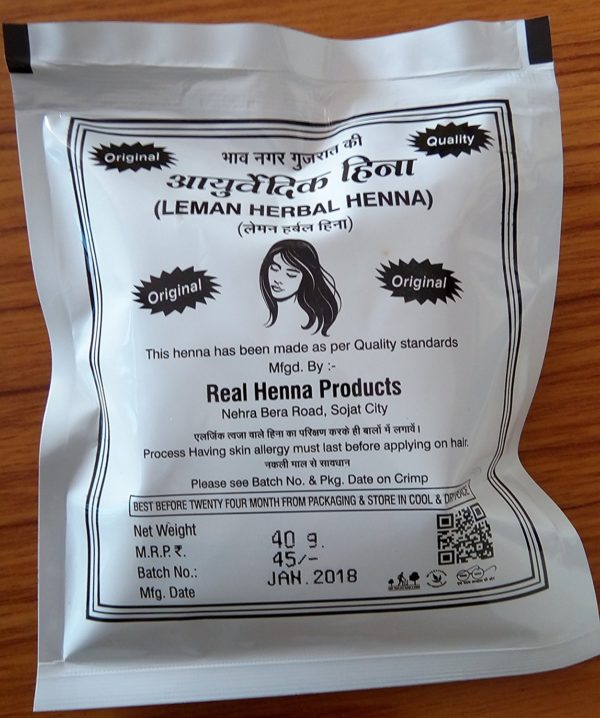 Original
Quality
भाव नगर गुजरात की
आयुर्वेदिक हिना
(LEMAN HERBAL HENNA)
(लेमन हर्बल हिना)
Original
Original
This henna has been made as per Quality standards
Mfgd. By :-
Real Henna Products
Nehra Bera Road, Sojat City
एलर्जिक त्वजा वाले हिना का परिक्षण करके ही बालों में लगावें।
Process Having skin allergy must last before applying on hair.
नकली माल से सावधान
Please see Batch No. & Pkg. Date on Crimp
BEST BEFORE TWENTY FOUR MONTH FROM PACKAGING & STORE IN COOL &
Net Weight 40 g.
M.R.P. ₹. 45/-
Batch No.: JAN. 2018
Mfg. Date